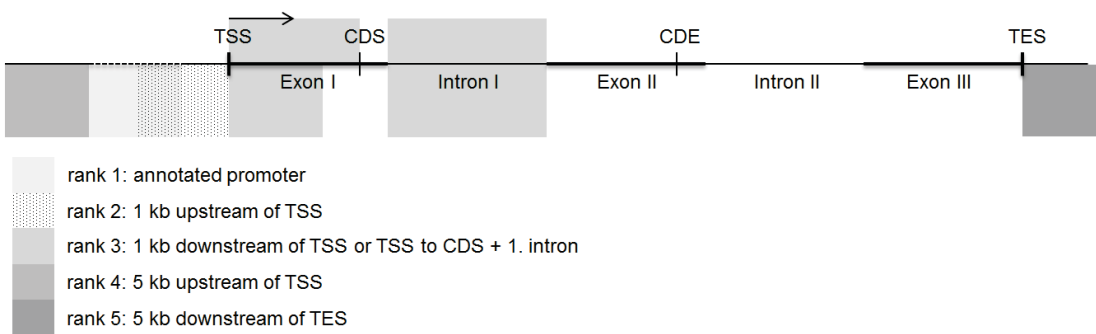 TSS CDS CDE TES
Exon I Intron I Exon II Intron II Exon III
rank 1: annotated promoter
rank 2: 1 kb upstream of TSS
rank 3: 1 kb downstream of TSS or TSS to CDS + 1. intron
rank 4: 5 kb upstream of TSS
rank 5: 5 kb downstream of TES